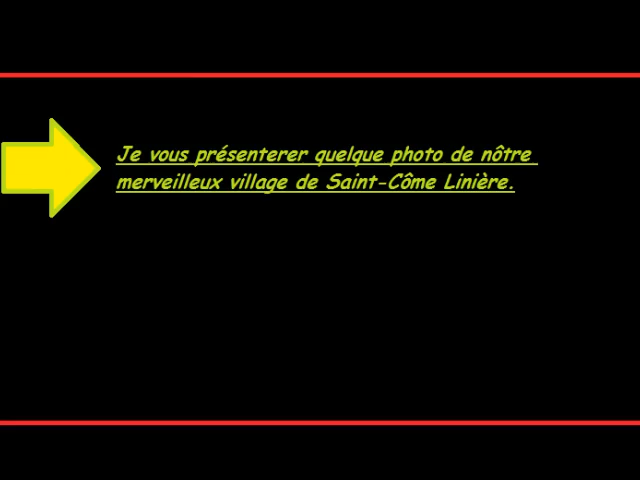 Je vous présenterer quelque photo de nôtre
merveilleux village de Saint-Côme Linière.